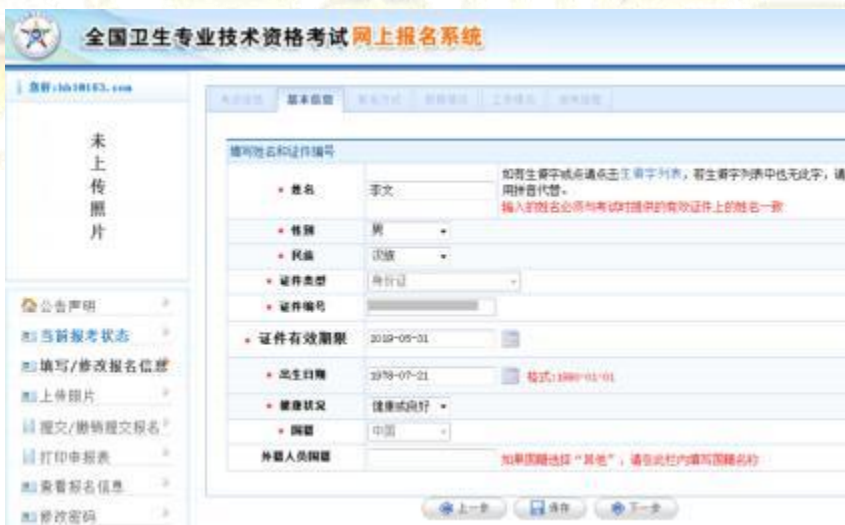 全国卫生专业技术资格考试网上报名系统
基本信息
未上传照片
填写姓名和证件编号
* 姓名 李文
如有生僻字或点请点击生僻字列表,若生僻字列表中也无此字,请
用拼音代替。
输入的姓名必须与考试时提供的有效证件上的姓名一致
* 性别 男
* 民族 汉族
* 证件类型 身份证
* 证件编号
* 证件有效期限 2019-05-31
* 出生日期 1978-07-21 格式:1980-01-01
* 健康状况 健康或良好
* 国籍 中国
外籍人员国籍 如果国籍选择“其他”,请在此栏内填写国籍名称
上一步 保存 下一步
公告声明
当前报考状态
填写/修改报名信息
上传照片
提交/撤销提交报名
打印申报表
查看报名信息
修改密码